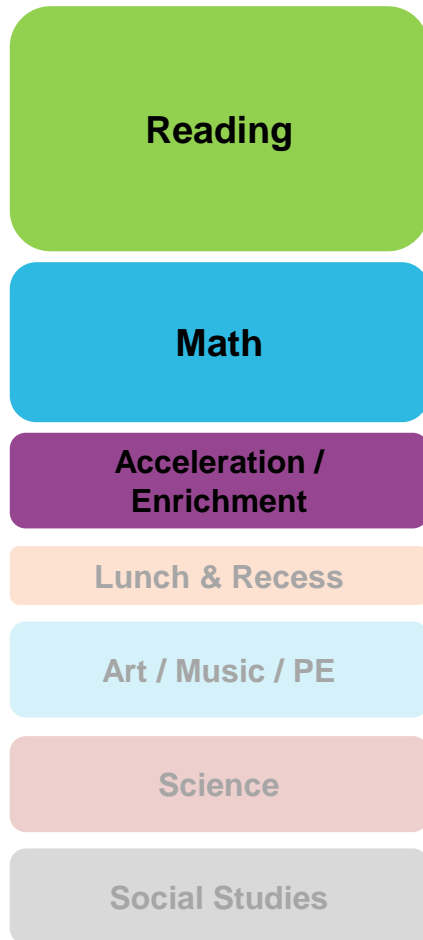 Reading
Math
Acceleration /
Enrichment
Lunch & Recess
Art / Music / PE
Science
Social Studies